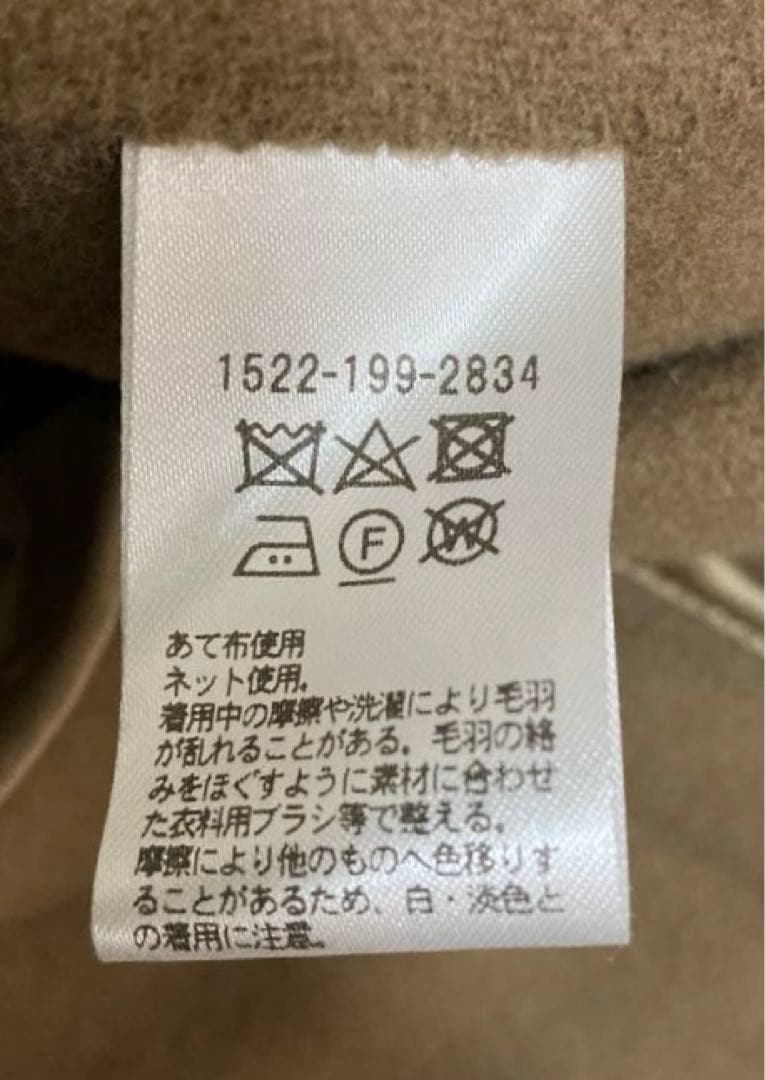 1522-199-2834
F
W
あて布使用
ネット使用。
着用中の摩擦や洗濯により毛羽
が乱れることがある。毛羽の絡
みをほぐすように素材に合わせ
た衣料用ブラシ等で整える。
摩擦により他のものへ色移りす
ることがあるため、白・淡色と
の着用に注意。